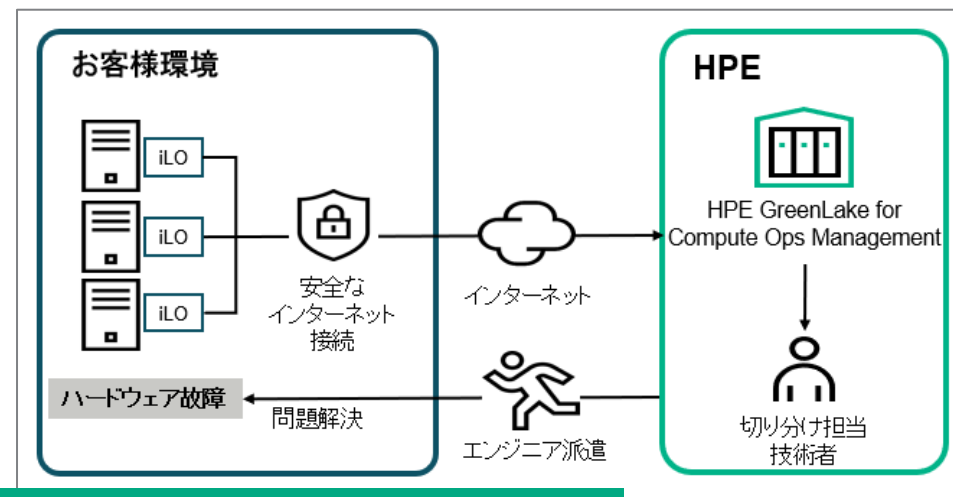 お客様環境
iLO
iLO
iLO
安全な
インターネット
接続
ハードウェア故障
問題解決
インターネット
エンジニア派遣
HPE
HPE GreenLake for
Compute Ops Management
切り分け担当
技術者